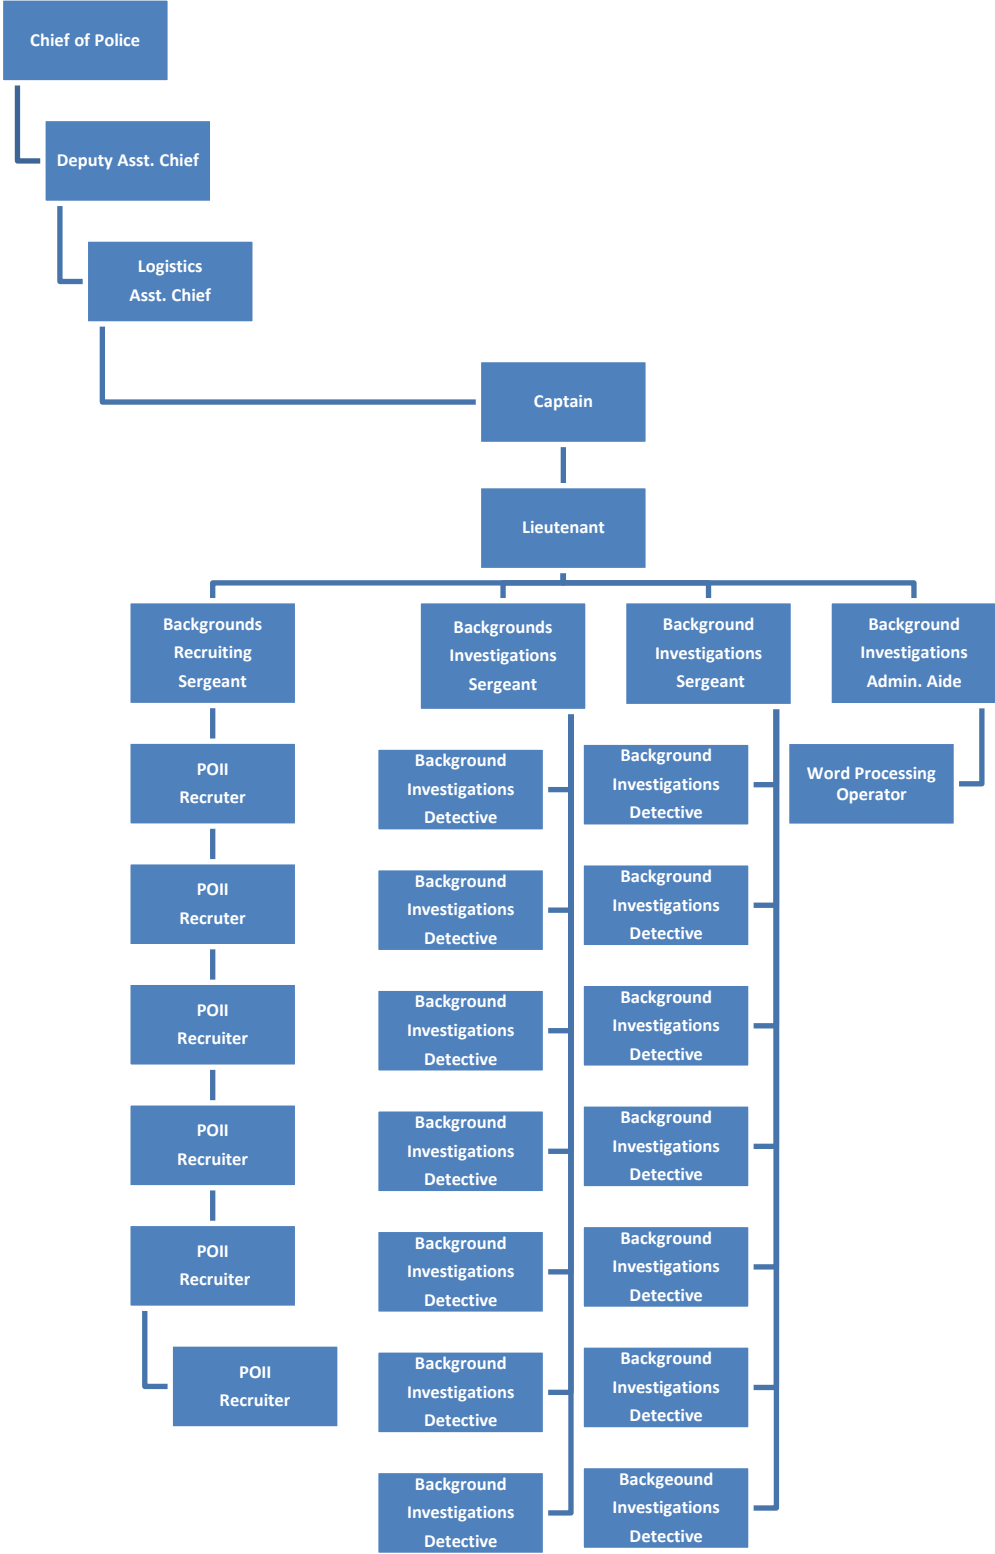 Chief of Police
Deputy Asst. Chief
Logistics
Asst. Chief
Captain
Lieutenant
Backgrounds
Recruiting
Sergeant
Backgrounds
Investigations
Sergeant
Background
Investigations
Sergeant
Background
Investigations
Admin. Aide
POII
Recruter
POII
Recruter
POII
Recruiter
POII
Recruiter
POII
Recruiter
POII
Recruiter
Background
Investigations
Detective
Background
Investigations
Detective
Background
Investigations
Detective
Background
Investigations
Detective
Background
Investigations
Detective
Background
Investigations
Detective
Background
Investigations
Detective
Background
Investigations
Detective
Background
Investigations
Detective
Background
Investigations
Detective
Background
Investigations
Detective
Background
Investigations
Detective
Background
Investigations
Detective
Backgeound
Investigations
Detective
Word Processing
Operator